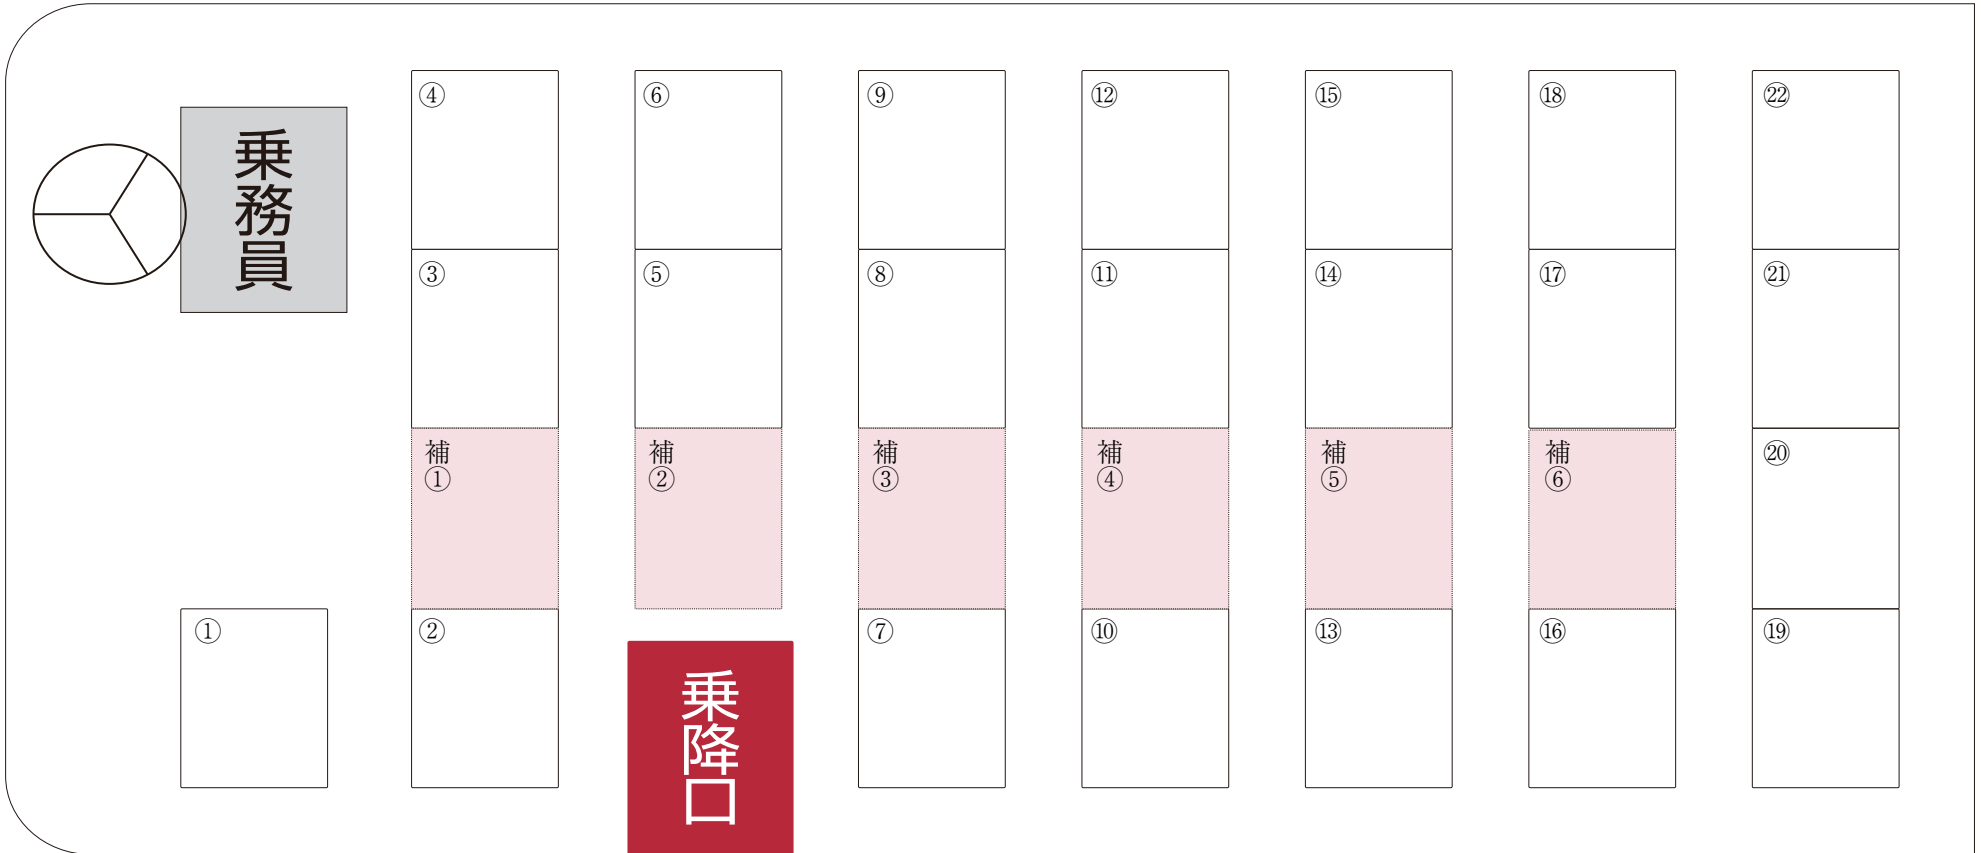 ④
⑥
⑨
⑫
⑮
⑱
㉒
乗務員
③
⑤
⑧
⑪
⑭
⑰
㉑
補①
補②
補③
補④
補⑤
補⑥
⑳
①
②
乗降口
⑦
⑩
⑬
⑯
⑲